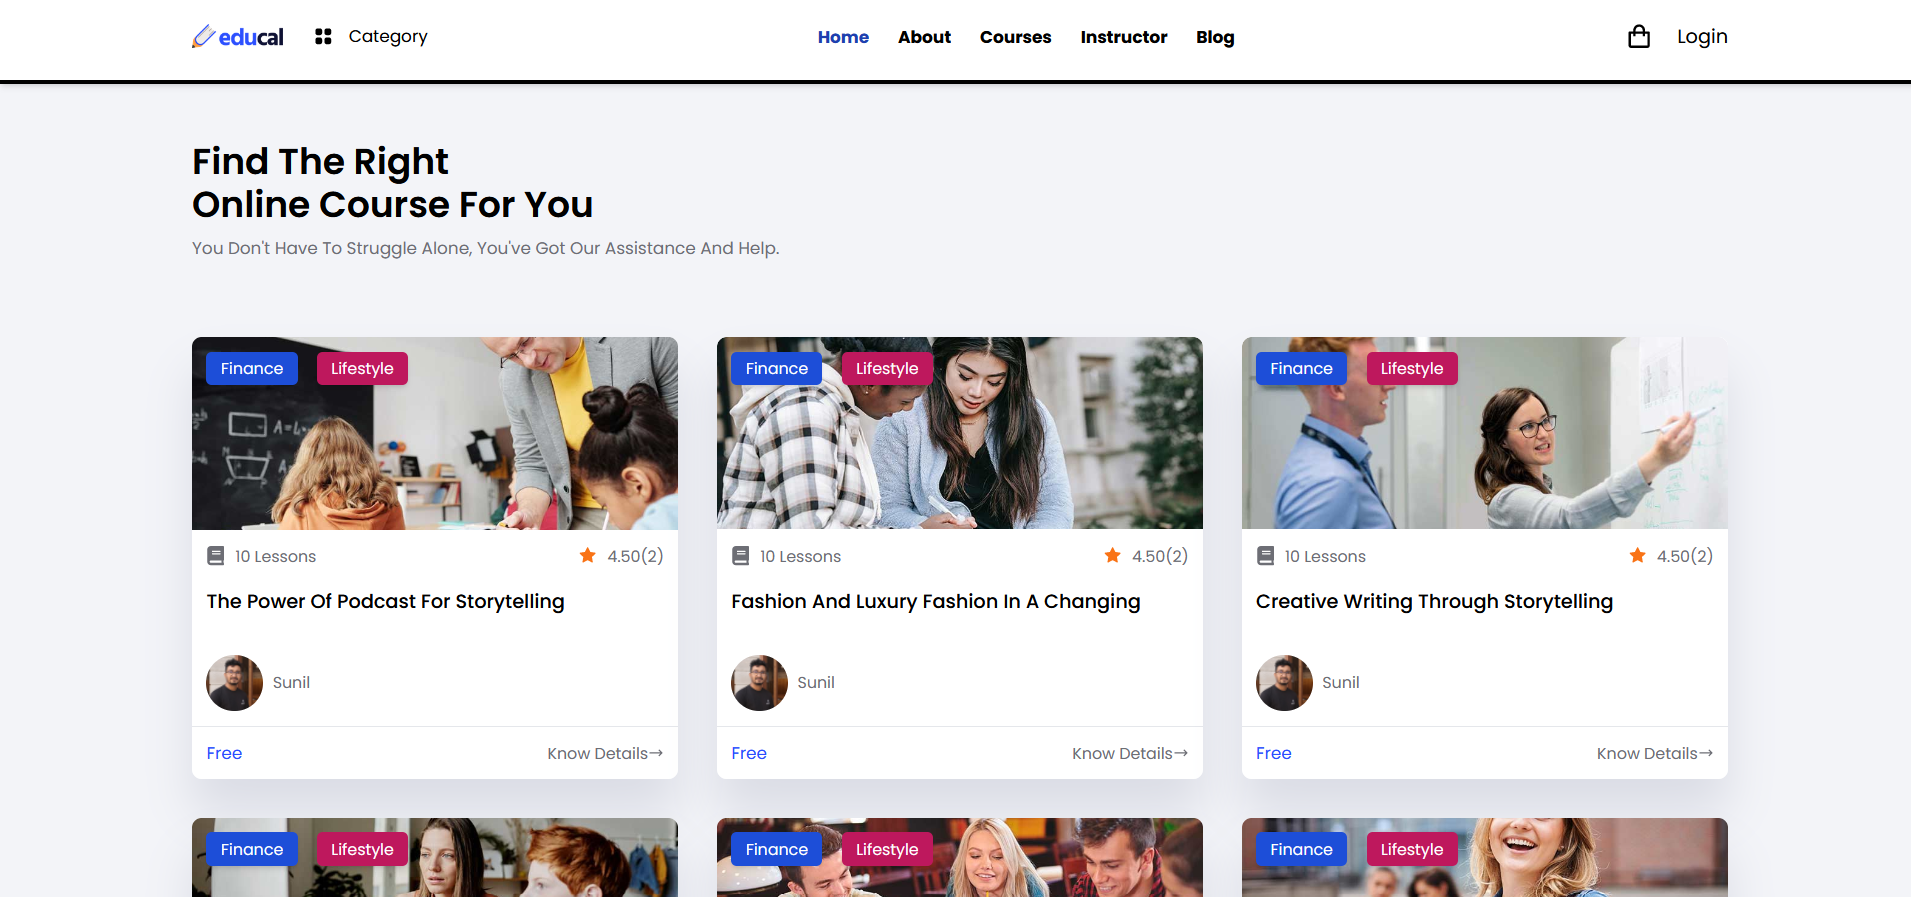 educal
Category
Home
About
Courses
Instructor
Blog
Login
Find The Right
Online Course For You
You Don't Have To Struggle Alone, You've Got Our Assistance And Help.
Finance
Lifestyle
10 Lessons
4.50(2)
The Power Of Podcast For Storytelling
Sunil
Free
Know Details→
Finance
Lifestyle
10 Lessons
4.50(2)
Fashion And Luxury Fashion In A Changing
Sunil
Free
Know Details→
Finance
Lifestyle
10 Lessons
4.50(2)
Creative Writing Through Storytelling
Sunil
Free
Know Details→
Finance
Lifestyle
Finance
Lifestyle
Finance
Lifestyle